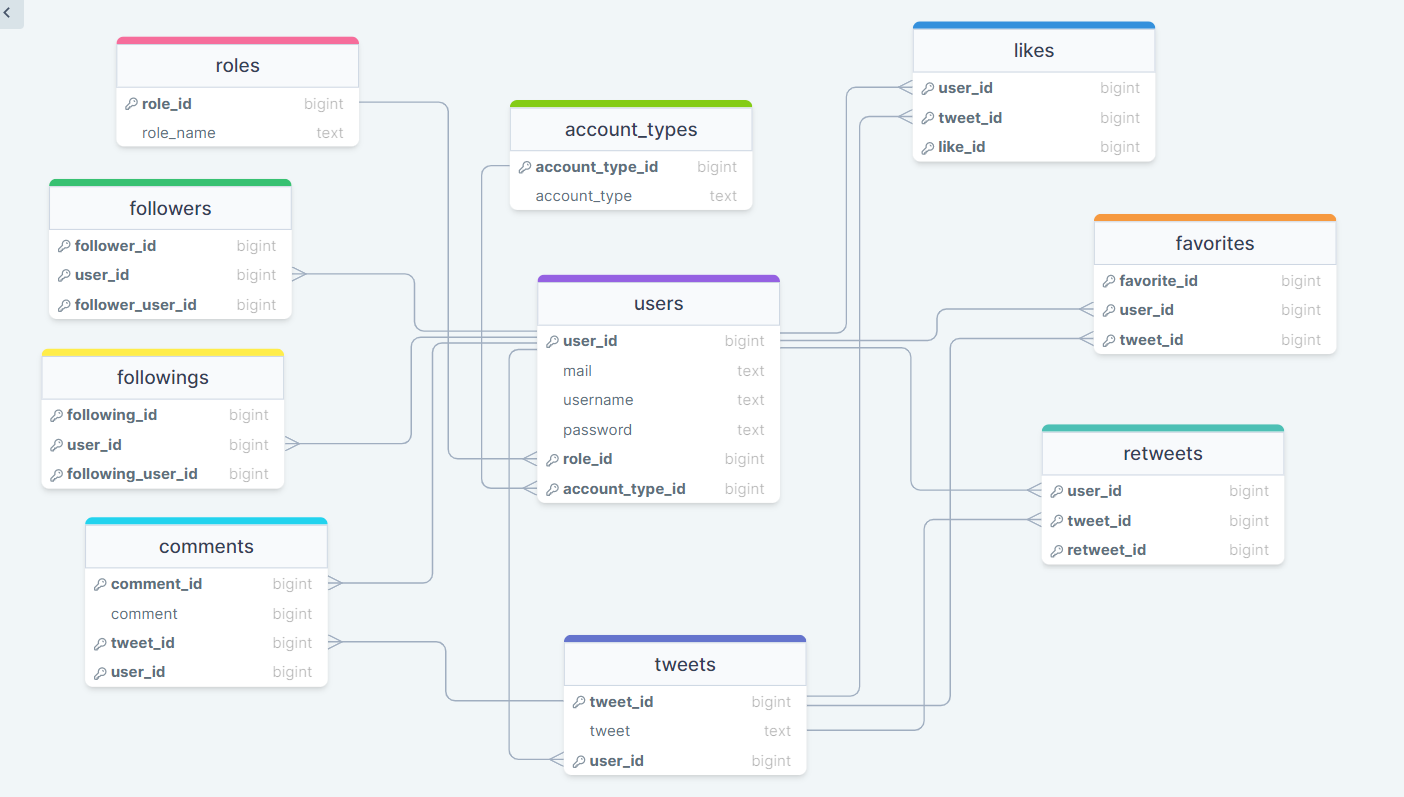 roles
role_id bigint
role_name text
account_types
account_type_id bigint
account_type text
likes
user_id bigint
tweet_id bigint
like_id bigint
followers
follower_id bigint
user_id bigint
follower_user_id bigint
users
user_id bigint
mail text
username text
password text
role_id bigint
account_type_id bigint
favorites
favorite_id bigint
user_id bigint
tweet_id bigint
followings
following_id bigint
user_id bigint
following_user_id bigint
retweets
user_id bigint
tweet_id bigint
retweet_id bigint
comments
comment_id bigint
comment bigint
tweet_id bigint
user_id bigint
tweets
tweet_id bigint
tweet text
user_id bigint